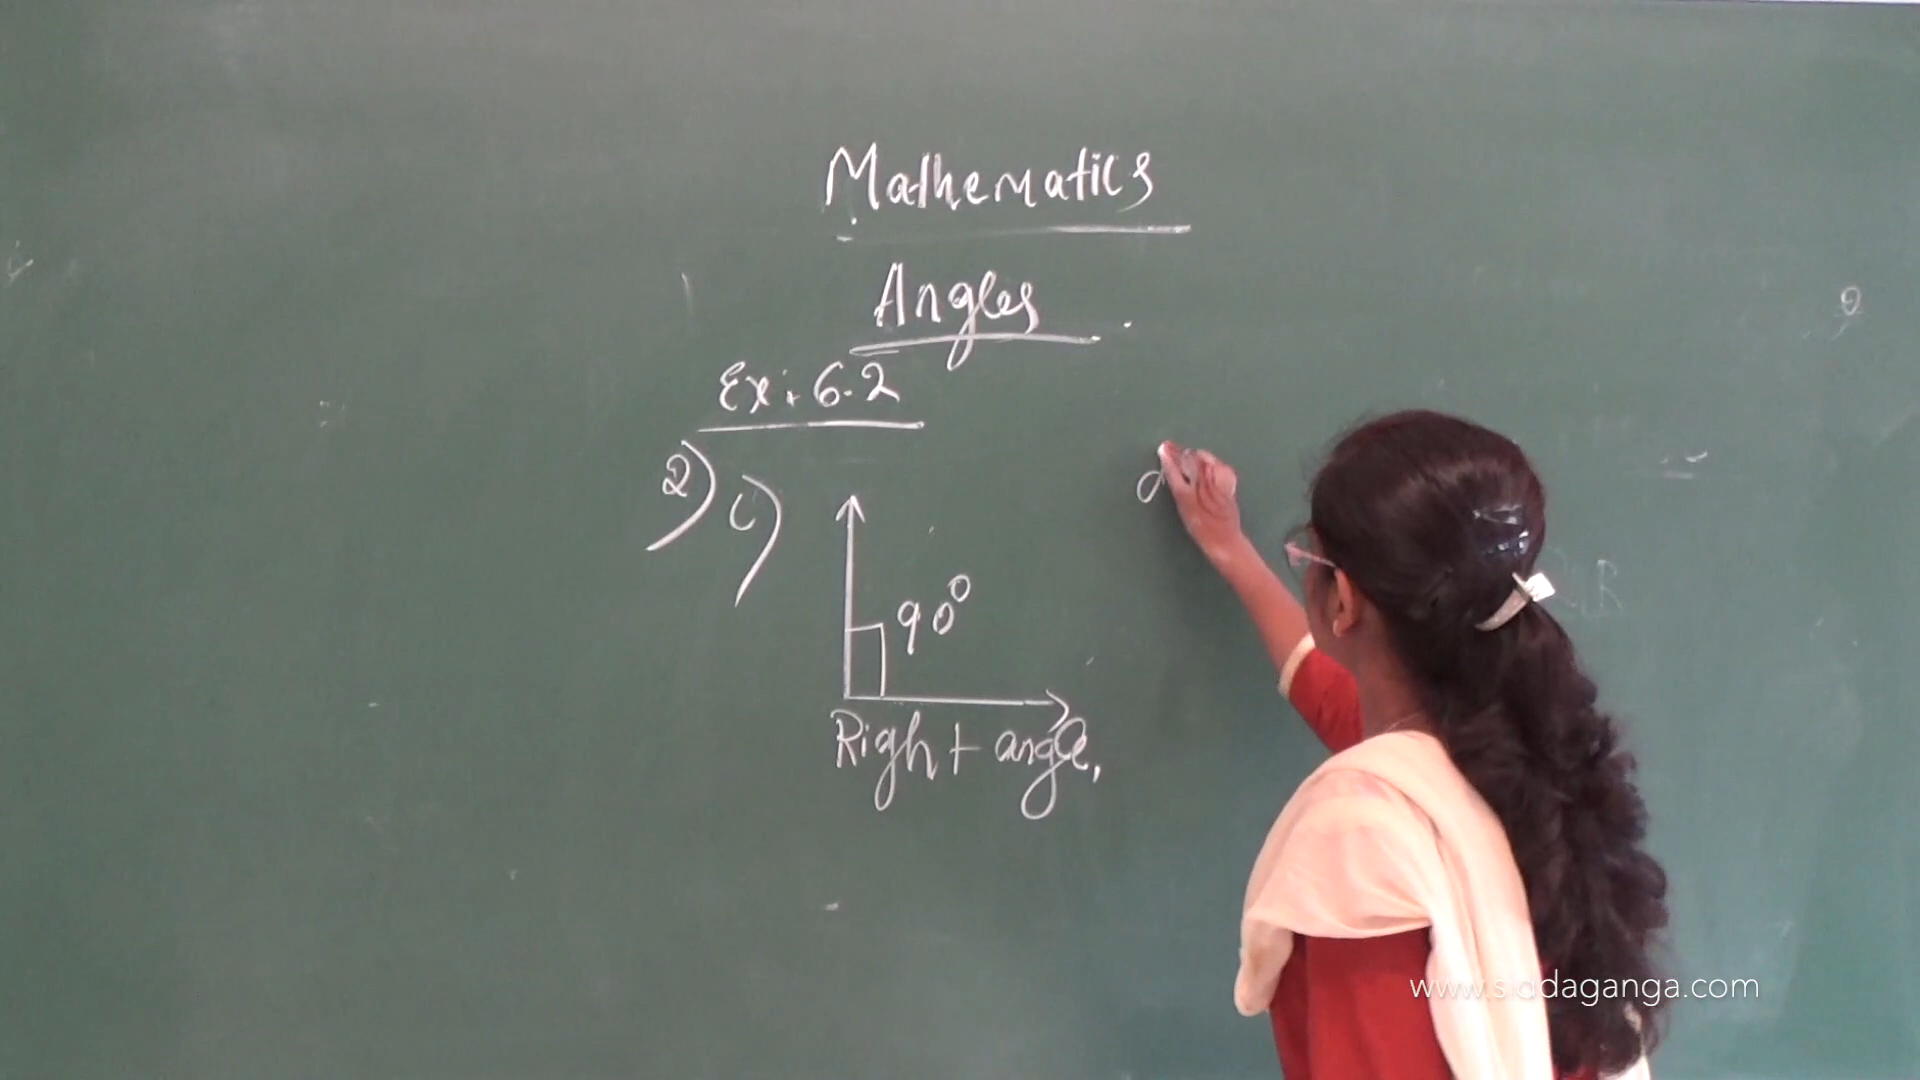 Mathematics
Angles
Ex: 6.2
2) i)
90°
Right angle,
www.siddaganga.com